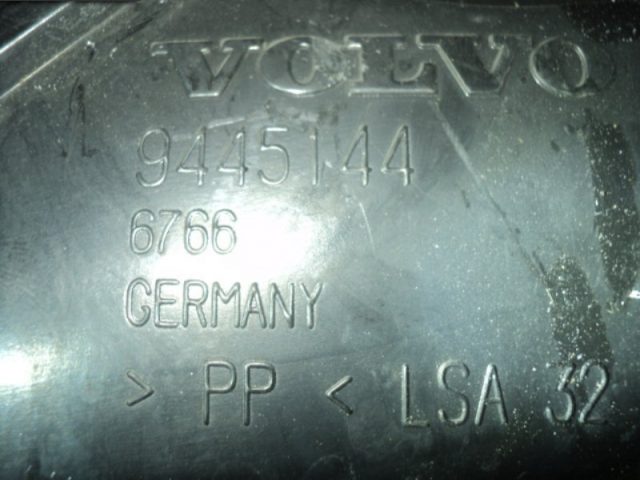 VOLVO
9445144
6766
GERMANY
> PP < LSA 32